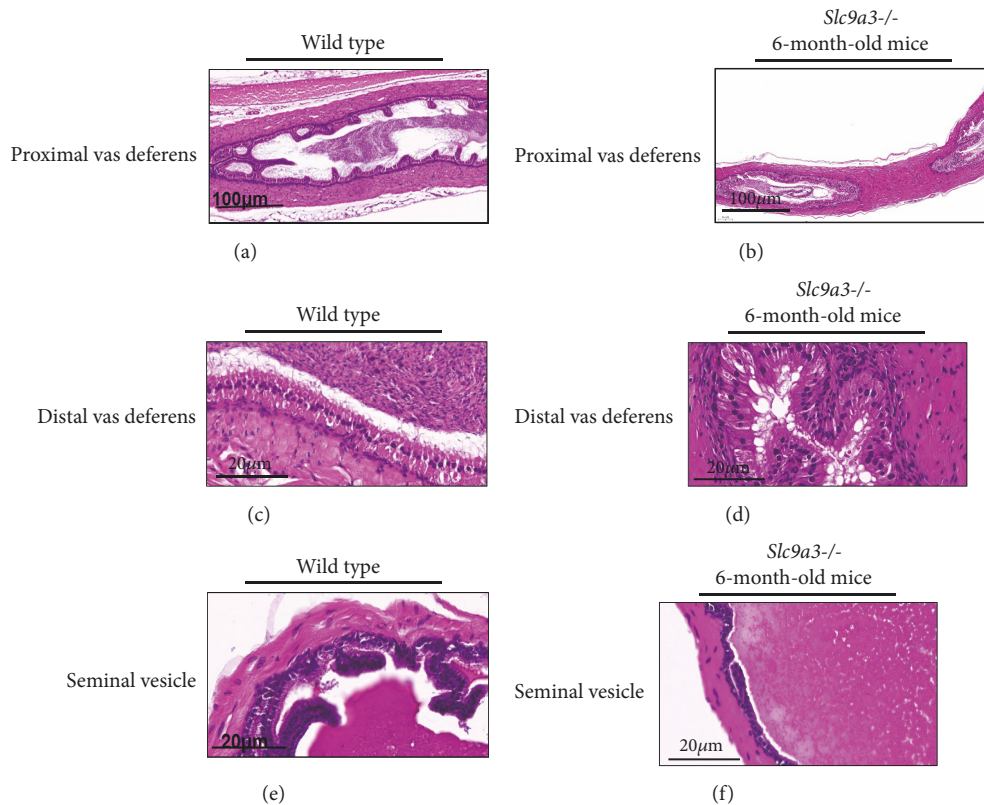 Wild type
Slc9a3-/-
6-month-old mice
Proximal vas deferens
100μm
Proximal vas deferens
100μm
(a)
(b)
Wild type
Slc9a3-/-
6-month-old mice
Distal vas deferens
20μm
Distal vas deferens
20μm
(c)
(d)
Wild type
Slc9a3-/-
6-month-old mice
Seminal vesicle
20μm
Seminal vesicle
20μm
(e)
(f)